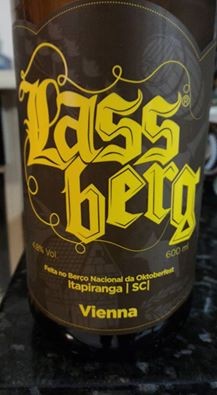 Lass
berg®
4,8% Vol.
600 ml
Feita no Berço Nacional da Oktoberfest
Itapiranga | SC|
Vienna